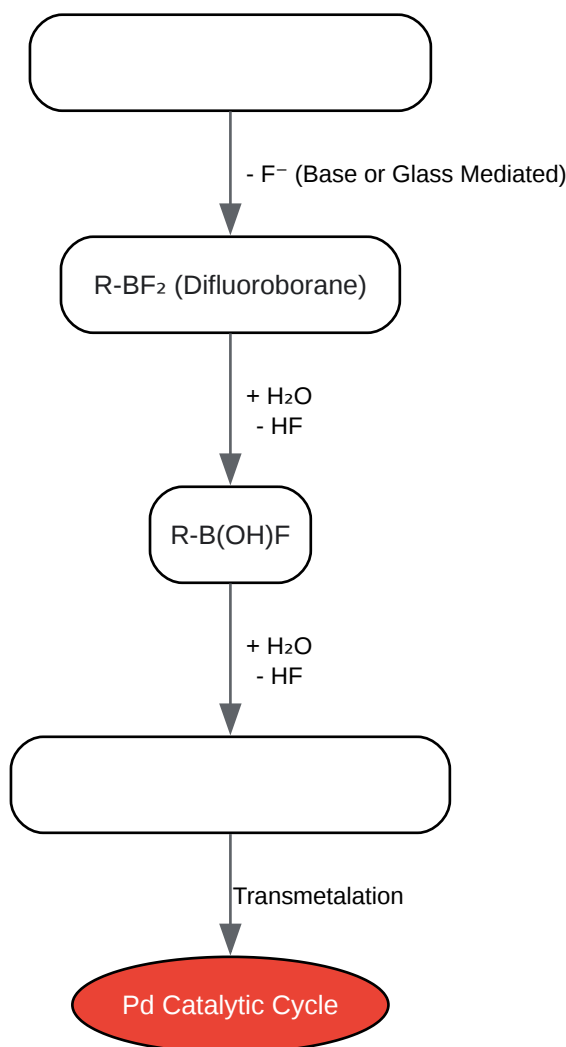 - F⁻ (Base or Glass Mediated)
R-BF₂ (Difluoroborane)
+ H₂O
- HF
R-B(OH)F
+ H₂O
- HF
Transmetalation
Pd Catalytic Cycle